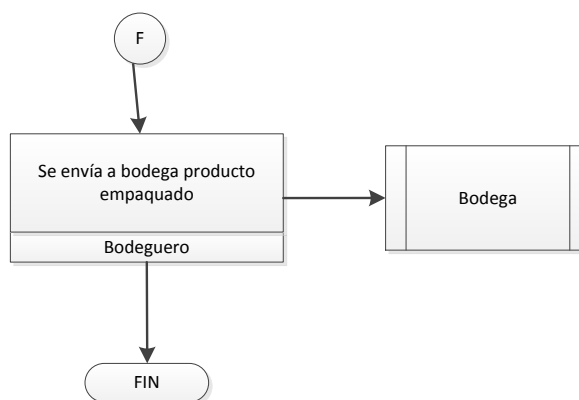 F
Se envía a bodega producto
empaquado
Bodega
Bodeguero
FIN